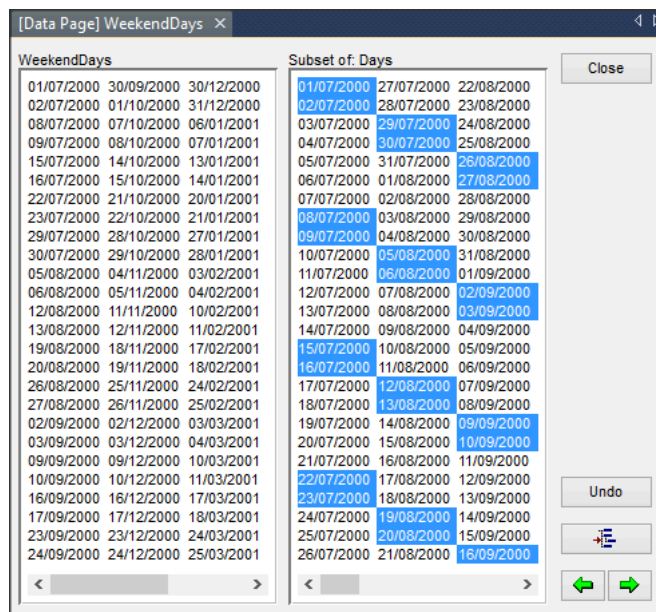 [Data Page] WeekendDays ×
WeekendDays
01/07/2000 30/09/2000 30/12/2000
02/07/2000 01/10/2000 31/12/2000
08/07/2000 07/10/2000 06/01/2001
09/07/2000 08/10/2000 07/01/2001
15/07/2000 14/10/2000 13/01/2001
16/07/2000 15/10/2000 14/01/2001
22/07/2000 21/10/2000 20/01/2001
23/07/2000 22/10/2000 21/01/2001
29/07/2000 28/10/2000 27/01/2001
30/07/2000 29/10/2000 28/01/2001
05/08/2000 04/11/2000 03/02/2001
06/08/2000 05/11/2000 04/02/2001
12/08/2000 11/11/2000 10/02/2001
13/08/2000 12/11/2000 11/02/2001
19/08/2000 18/11/2000 17/02/2001
20/08/2000 19/11/2000 18/02/2001
26/08/2000 25/11/2000 24/02/2001
27/08/2000 26/11/2000 25/02/2001
02/09/2000 02/12/2000 03/03/2001
03/09/2000 03/12/2000 04/03/2001
09/09/2000 09/12/2000 10/03/2001
10/09/2000 10/12/2000 11/03/2001
16/09/2000 16/12/2000 17/03/2001
17/09/2000 17/12/2000 18/03/2001
23/09/2000 23/12/2000 24/03/2001
24/09/2000 24/12/2000 25/03/2001
Subset of: Days
01/07/2000 27/07/2000 22/08/2000
02/07/2000 28/07/2000 23/08/2000
03/07/2000 29/07/2000 24/08/2000
04/07/2000 30/07/2000 25/08/2000
05/07/2000 31/07/2000 26/08/2000
06/07/2000 01/08/2000 27/08/2000
07/07/2000 02/08/2000 28/08/2000
08/07/2000 03/08/2000 29/08/2000
09/07/2000 04/08/2000 30/08/2000
10/07/2000 05/08/2000 31/08/2000
11/07/2000 06/08/2000 01/09/2000
12/07/2000 07/08/2000 02/09/2000
13/07/2000 08/08/2000 03/09/2000
14/07/2000 09/08/2000 04/09/2000
15/07/2000 10/08/2000 05/09/2000
16/07/2000 11/08/2000 06/09/2000
17/07/2000 12/08/2000 07/09/2000
18/07/2000 13/08/2000 08/09/2000
19/07/2000 14/08/2000 09/09/2000
20/07/2000 15/08/2000 10/09/2000
21/07/2000 16/08/2000 11/09/2000
22/07/2000 17/08/2000 12/09/2000
23/07/2000 18/08/2000 13/09/2000
24/07/2000 19/08/2000 14/09/2000
25/07/2000 20/08/2000 15/09/2000
26/07/2000 21/08/2000 16/09/2000
Close
Undo